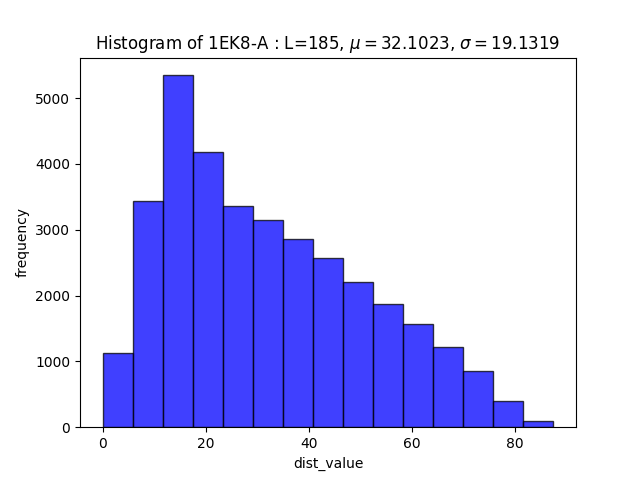 Histogram of 1EK8-A : L=185, μ = 32.1023, σ = 19.1319
frequency
5000
4000
3000
2000
1000
0
0 20 40 60 80
dist_value